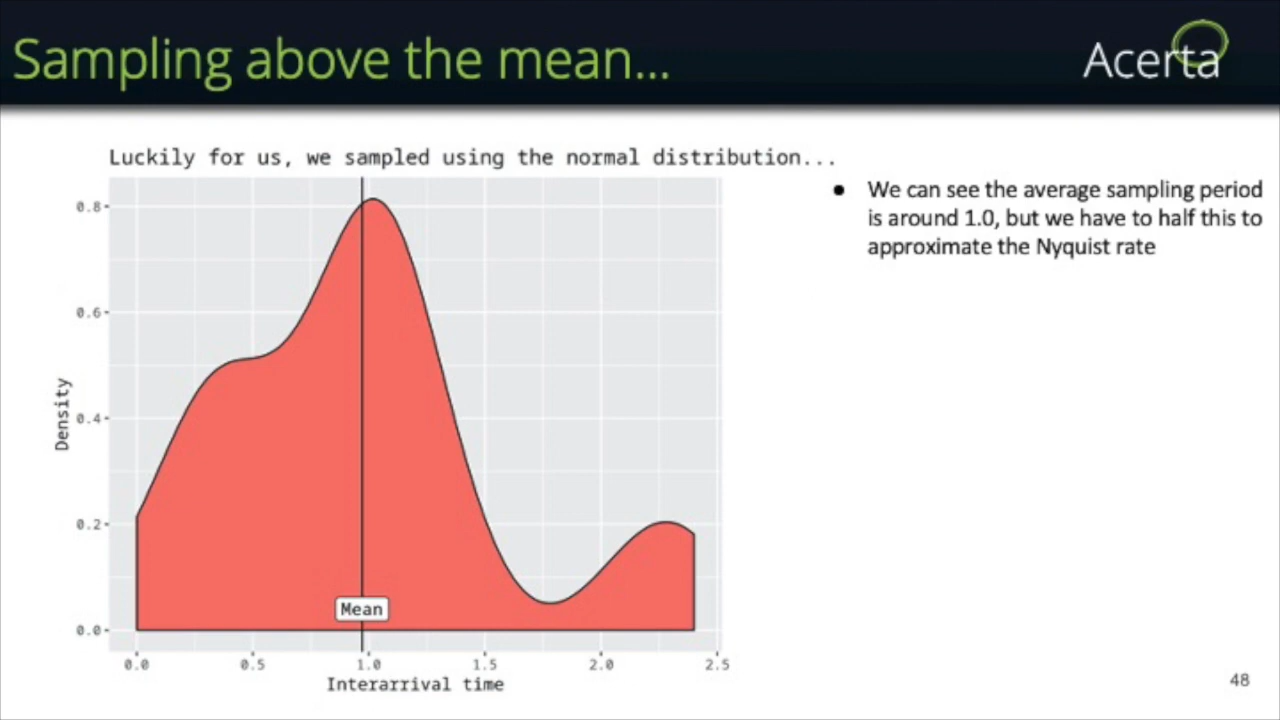 Sampling above the mean...
Acerta
Luckily for us, we sampled using the normal distribution...
● We can see the average sampling period
is around 1.0, but we have to half this to
approximate the Nyquist rate
0.8
0.6
0.4
0.2
0.0
Density
Mean
0.0 0.5 1.0 1.5 2.0 2.5
Interarrival time
48